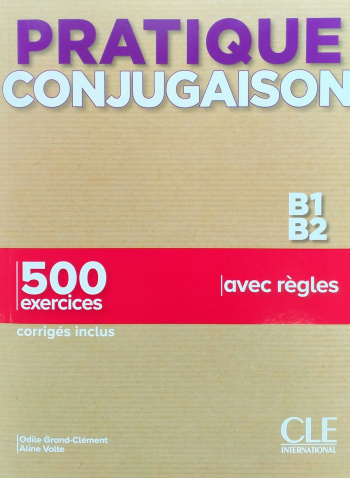 PRATIQUE
CONJUGAISON
B1
B2
500
exercices
avec règles
corrigés inclus
Odile Grand-Clément
Aline Volte
CLE
INTERNATIONAL